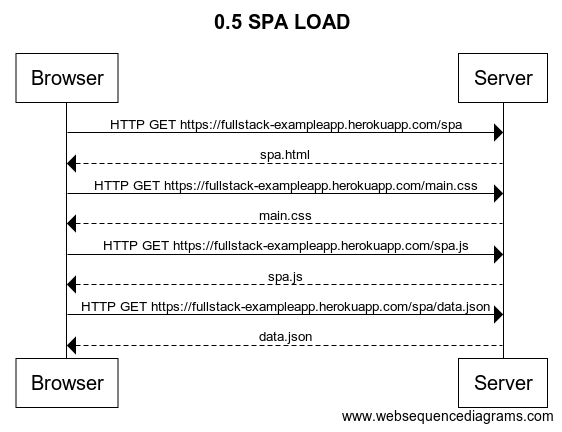 0.5 SPA LOAD
Browser
Server
HTTP GET https://fullstack-exampleapp.herokuapp.com/spa
spa.html
HTTP GET https://fullstack-exampleapp.herokuapp.com/main.css
main.css
HTTP GET https://fullstack-exampleapp.herokuapp.com/spa.js
spa.js
HTTP GET https://fullstack-exampleapp.herokuapp.com/spa/data.json
data.json
Browser
Server
www.websequencediagrams.com